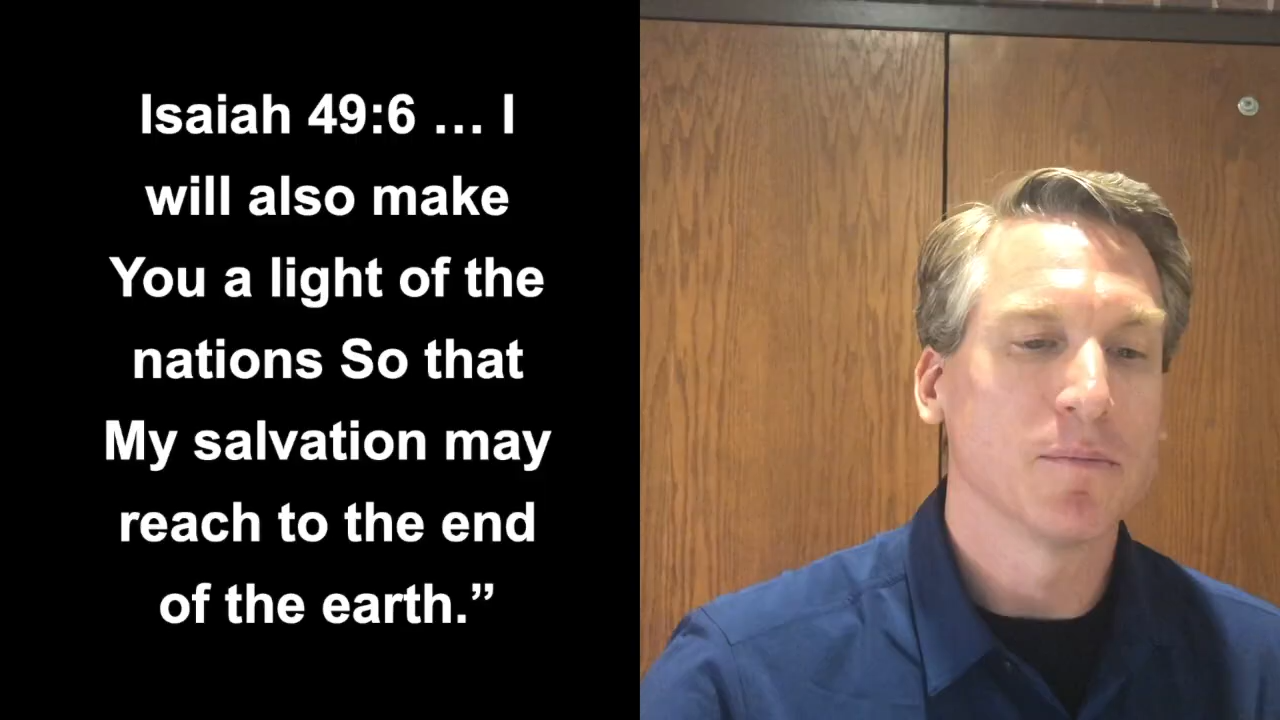 Isaiah 49:6 … I
will also make
You a light of the
nations So that
My salvation may
reach to the end
of the earth.”